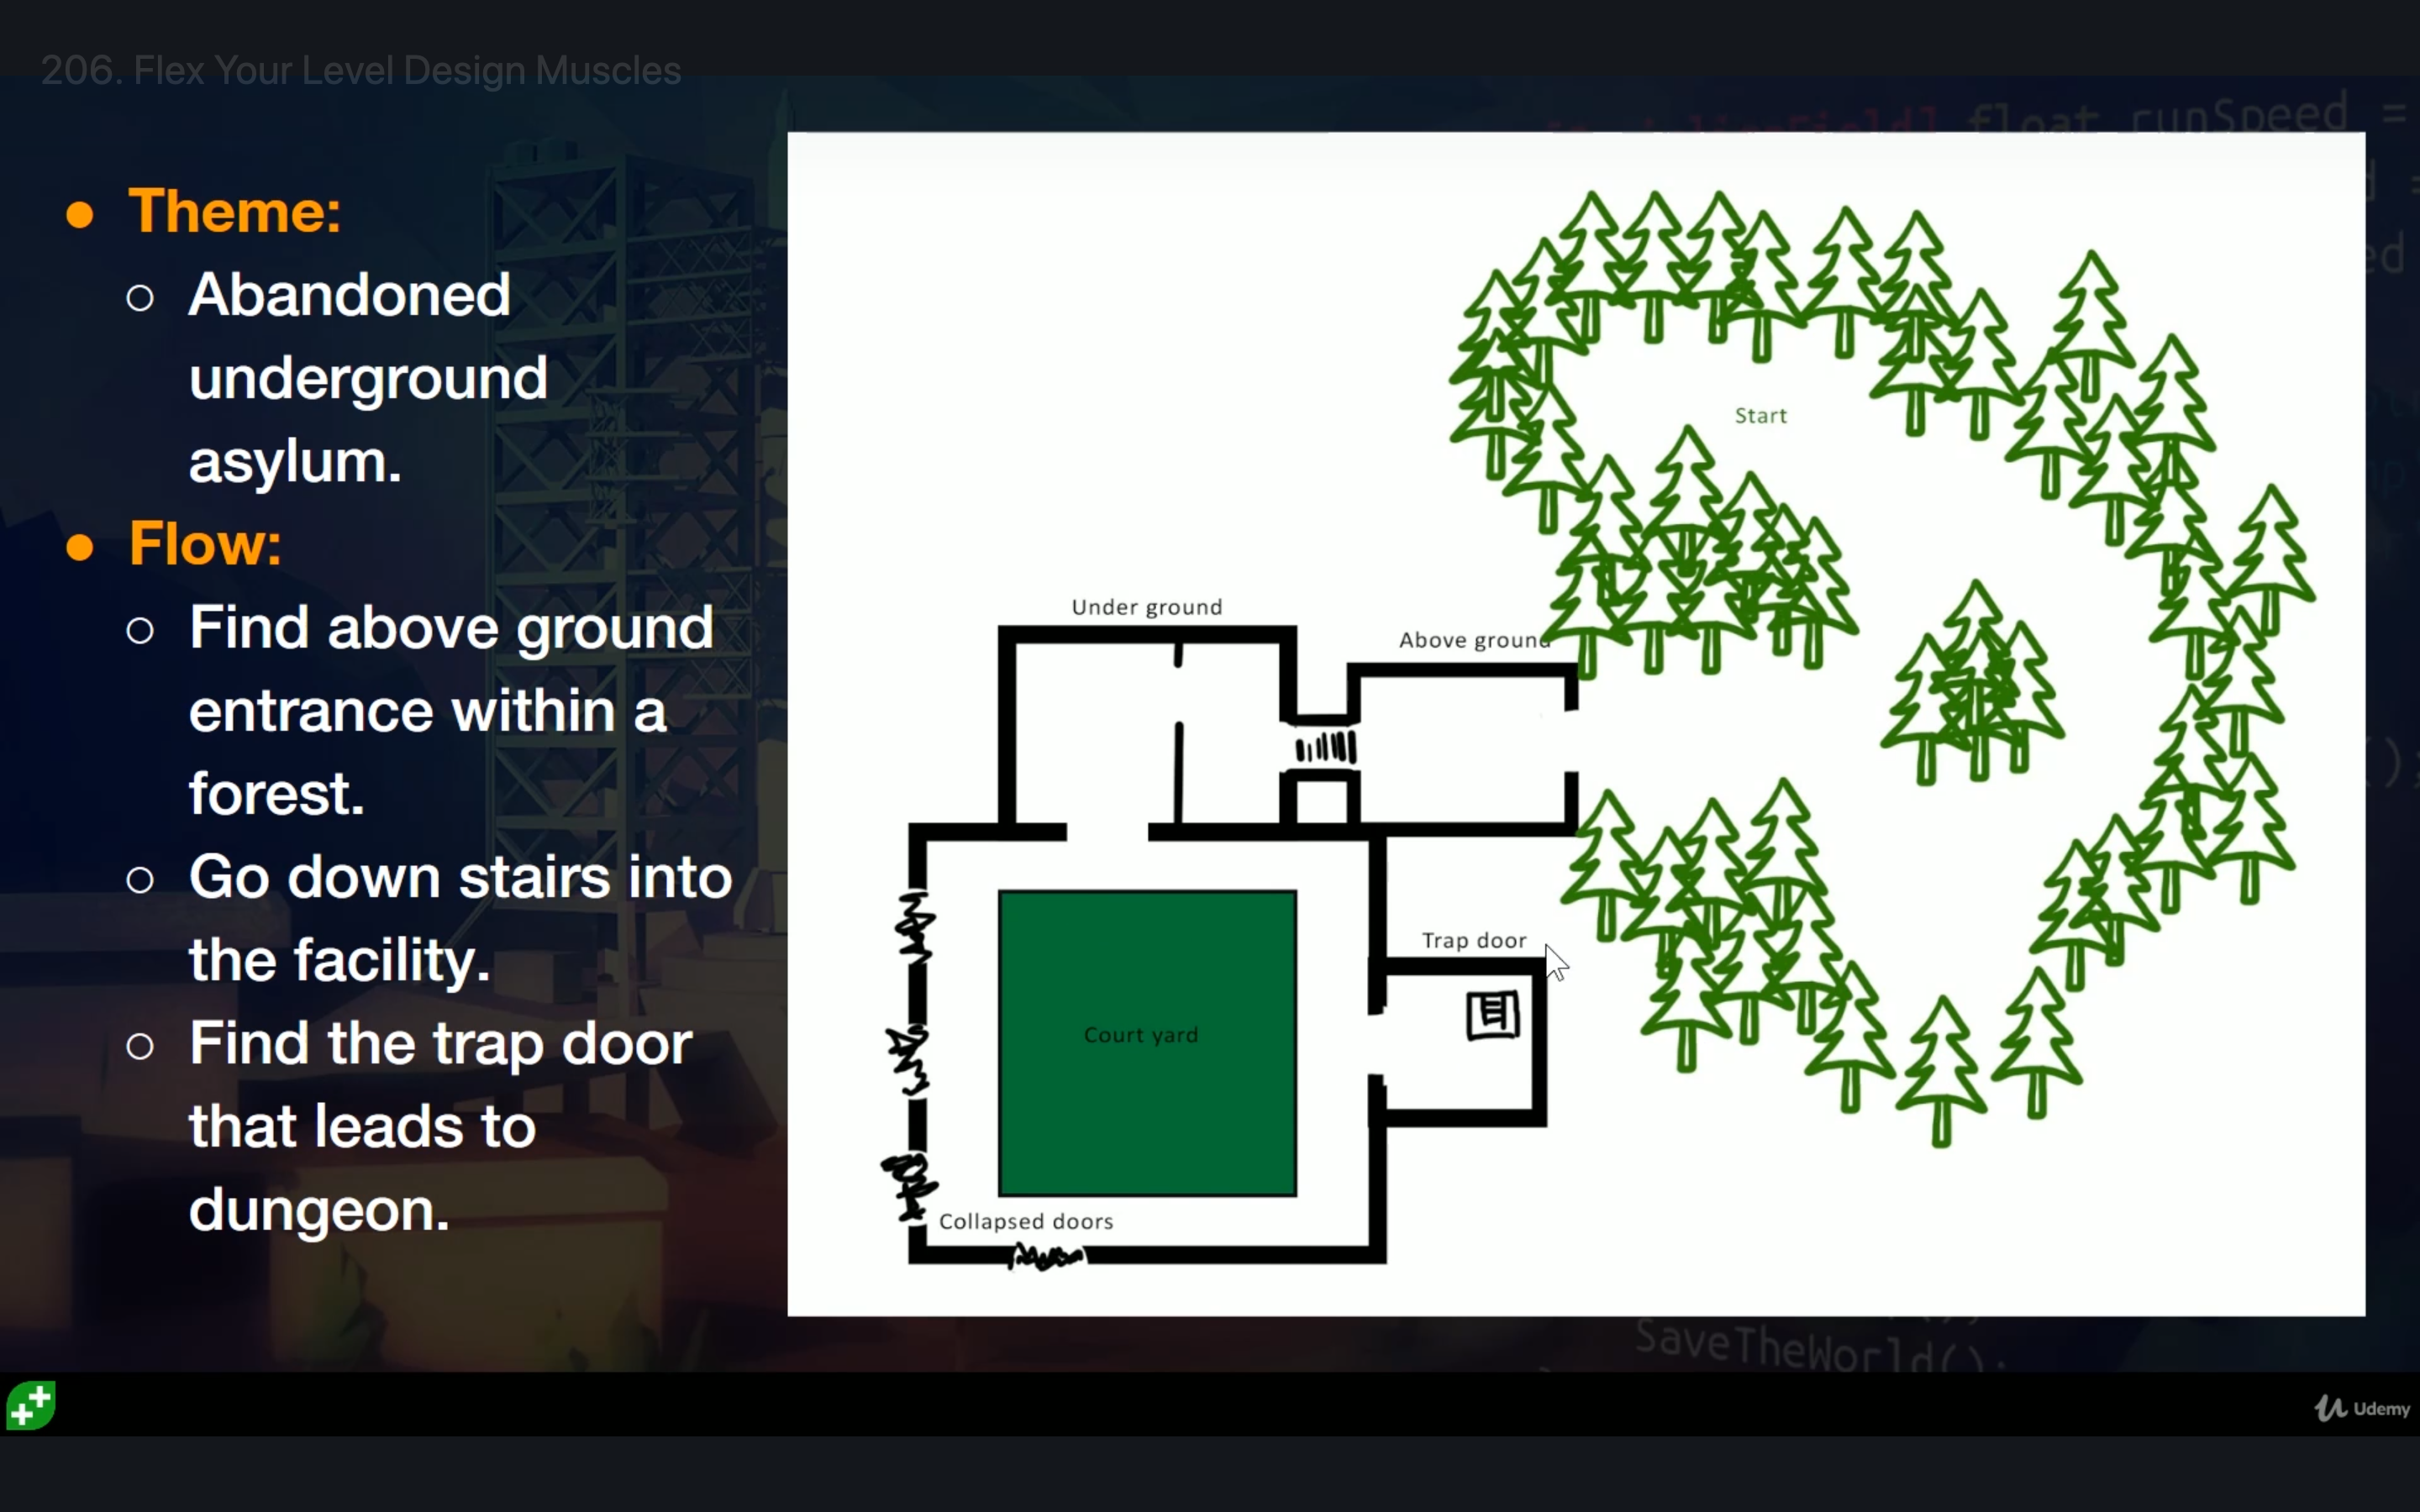 206. Flex Your Level Design Muscles
float runSpeed =
● Theme:
○ Abandoned
underground
asylum.
● Flow:
○ Find above ground
entrance within a
forest.
○ Go down stairs into
the facility.
○ Find the trap door
that leads to
dungeon.
Start
Under ground
Above ground
Trap door
Court yard
Collapsed doors
SaveTheWorld();
Udemy